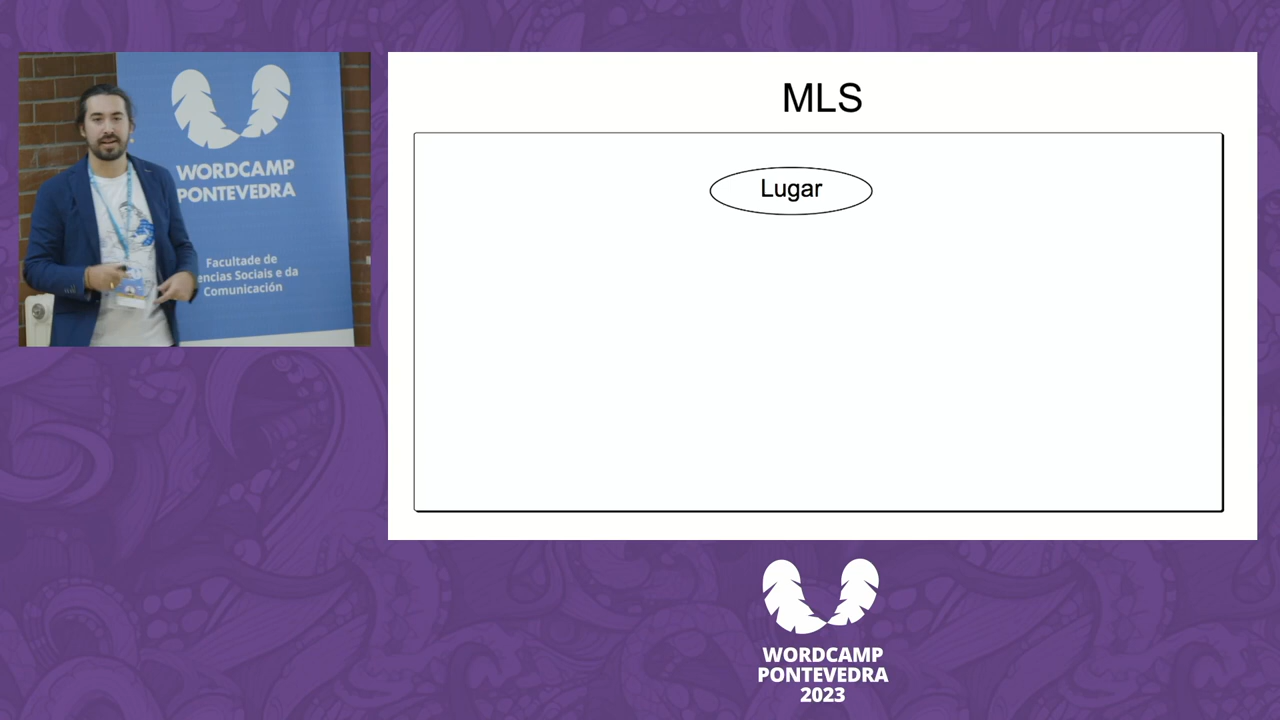 WORDCAMP
PONTEVEDRA
Facultade de
encias Sociais e da
Comunicación
MLS
Lugar
WORDCAMP
PONTEVEDRA
2023